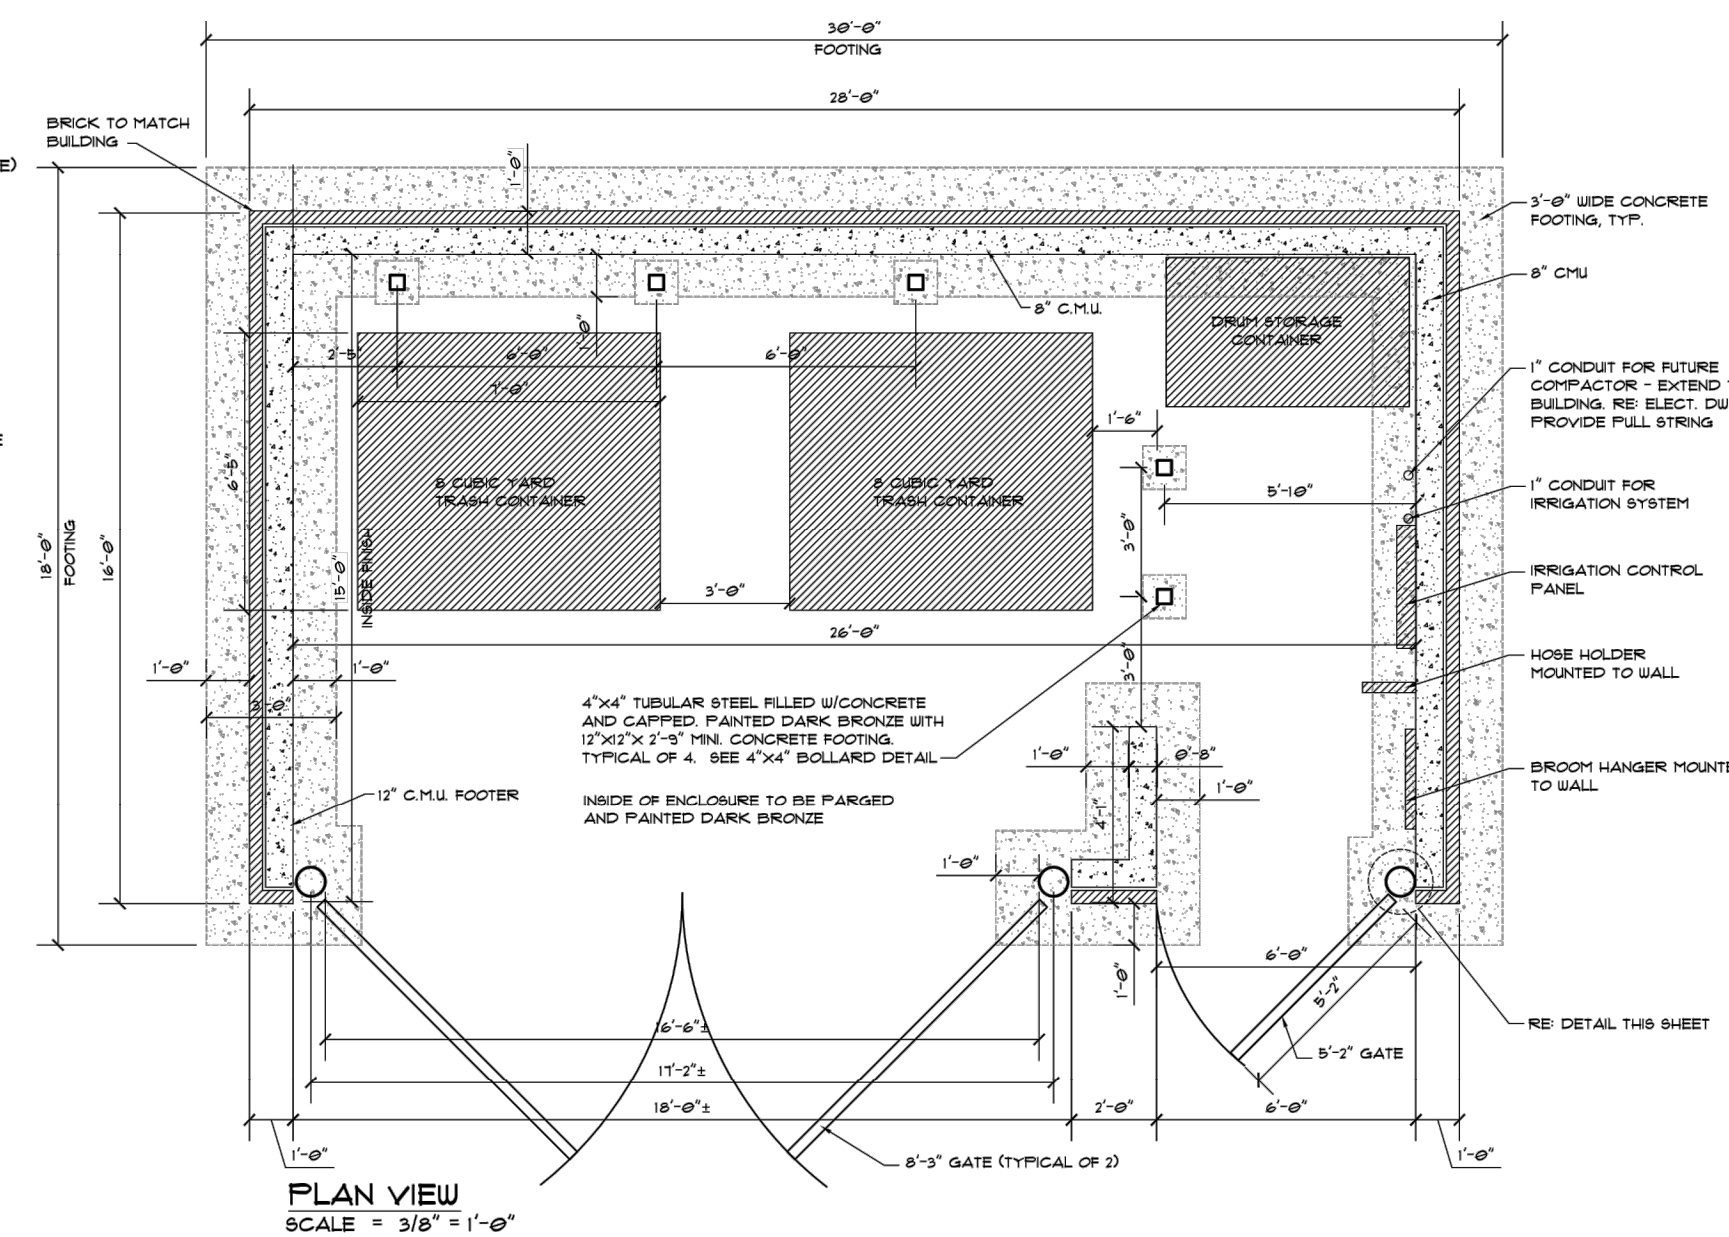 30'-0"
FOOTING
28'-0"
BRICK TO MATCH
BUILDING
E)
1'-0"
3'-0" WIDE CONCRETE
FOOTING, TYP.
8" CMU
8" C.M.U.
1'-0"
DRUM STORAGE
CONTAINER
2'-5"
6'-0"
6'-0"
7'-0"
1" CONDUIT FOR FUTURE
COMPACTOR - EXTEND
BUILDING. RE: ELECT. DW
PROVIDE PULL STRING
1'-6"
E
6'-5"
8 CUBIC YARD
TRASH CONTAINER
8 CUBIC YARD
TRASH CONTAINER
5'-10"
1" CONDUIT FOR
IRRIGATION SYSTEM
3'-0"
18'-0"
FOOTING
16'-0"
15'-0"
INSIDE FINISH
3'-0"
IRRIGATION CONTROL
PANEL
26'-0"
3'-0"
HOSE HOLDER
MOUNTED TO WALL
1'-0"
1'-0"
3'-0"
4"X4" TUBULAR STEEL FILLED W/CONCRETE
AND CAPPED. PAINTED DARK BRONZE WITH
12"X12"X 2'-9" MINI. CONCRETE FOOTING.
TYPICAL OF 4. SEE 4"X4" BOLLARD DETAIL
1'-0"
0'-8"
1'-0"
BROOM HANGER MOUNTE
TO WALL
12" C.M.U. FOOTER
INSIDE OF ENCLOSURE TO BE PARGED
AND PAINTED DARK BRONZE
4'-1"
1'-0"
1'-0"
6'-0"
5'-2"
RE: DETAIL THIS SHEET
16'-6"±
5'-2" GATE
17'-2"±
18'-0"±
2'-0"
6'-0"
1'-0"
8'-3" GATE (TYPICAL OF 2)
1'-0"
PLAN VIEW
SCALE = 3/8" = 1'-0"